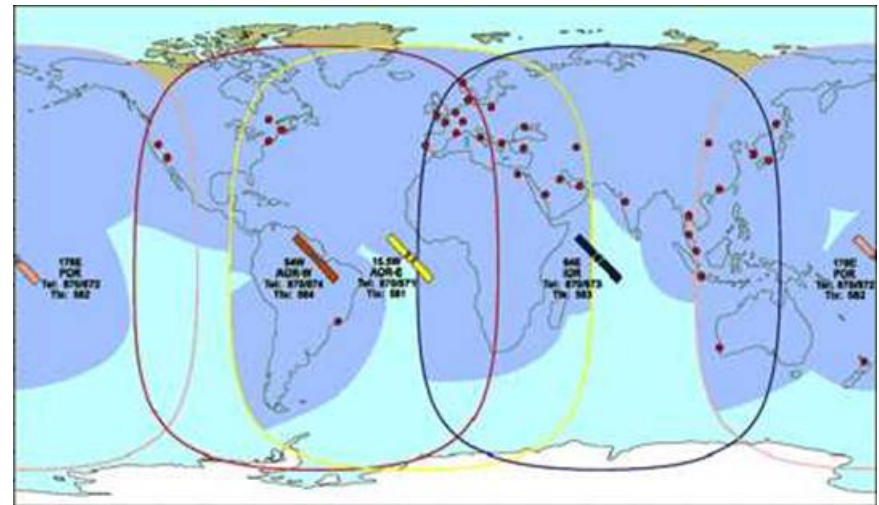 178E
POR
Tel: 870/872
Tlx: 582
54W
AOR-W
Tel: 870/874
Tlx: 584
15.5W
AOR-E
Tel: 870/871
Tlx: 581
64E
IOR
Tel: 870/873
Tlx: 583
178E
POR
Tel: 870/872
Tlx: 582